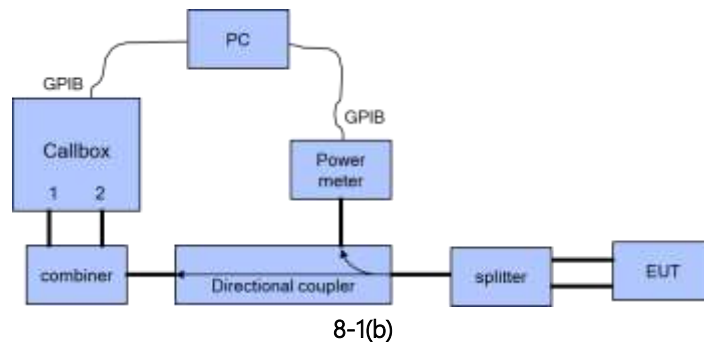 PC
GPIB
GPIB
Callbox
1 2
Power
meter
combiner
Directional coupler
splitter
EUT
8-1(b)